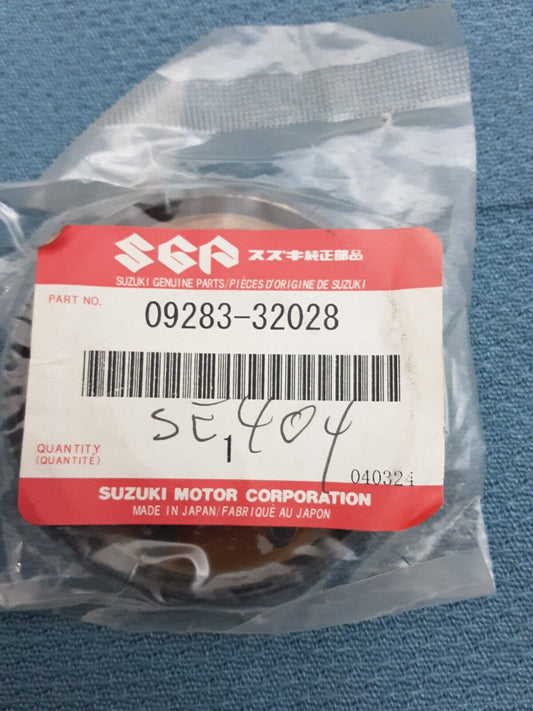 SGP スズキ純正部品
SUZUKI GENUINE PARTS/PIÈCES D'ORIGINE DE SUZUKI
PART NO.
09283-32028
SE 404
QUANTITY
(QUANTITÉ)
1
040324
SUZUKI MOTOR CORPORATION
MADE IN JAPAN/FABRIQUÉ AU JAPON